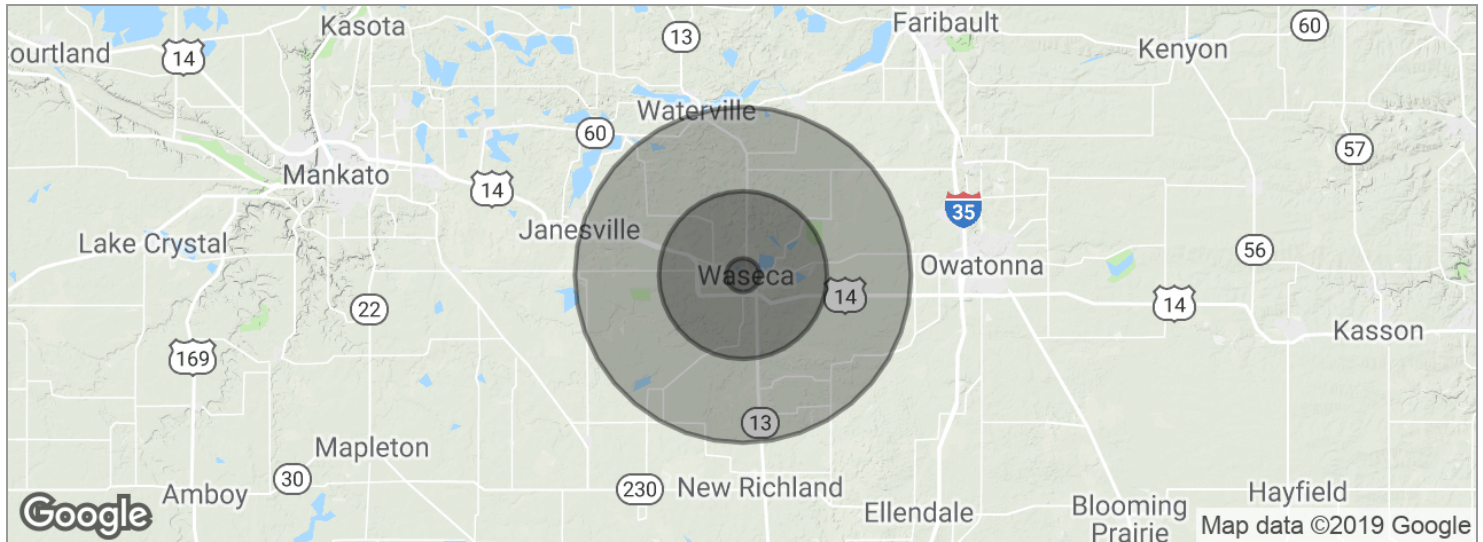 Kasota
13
Faribault
60
ourtland
14
Kenyon
Waterville
60
57
Mankato
14
35
Janesville
Lake Crystal
56
Waseca
Owatonna
14
14
22
Kasson
169
13
Mapleton
30
230
New Richland
Amboy
Ellendale
Blooming
Prairie
Hayfield
Google
Map data ©2019 Google